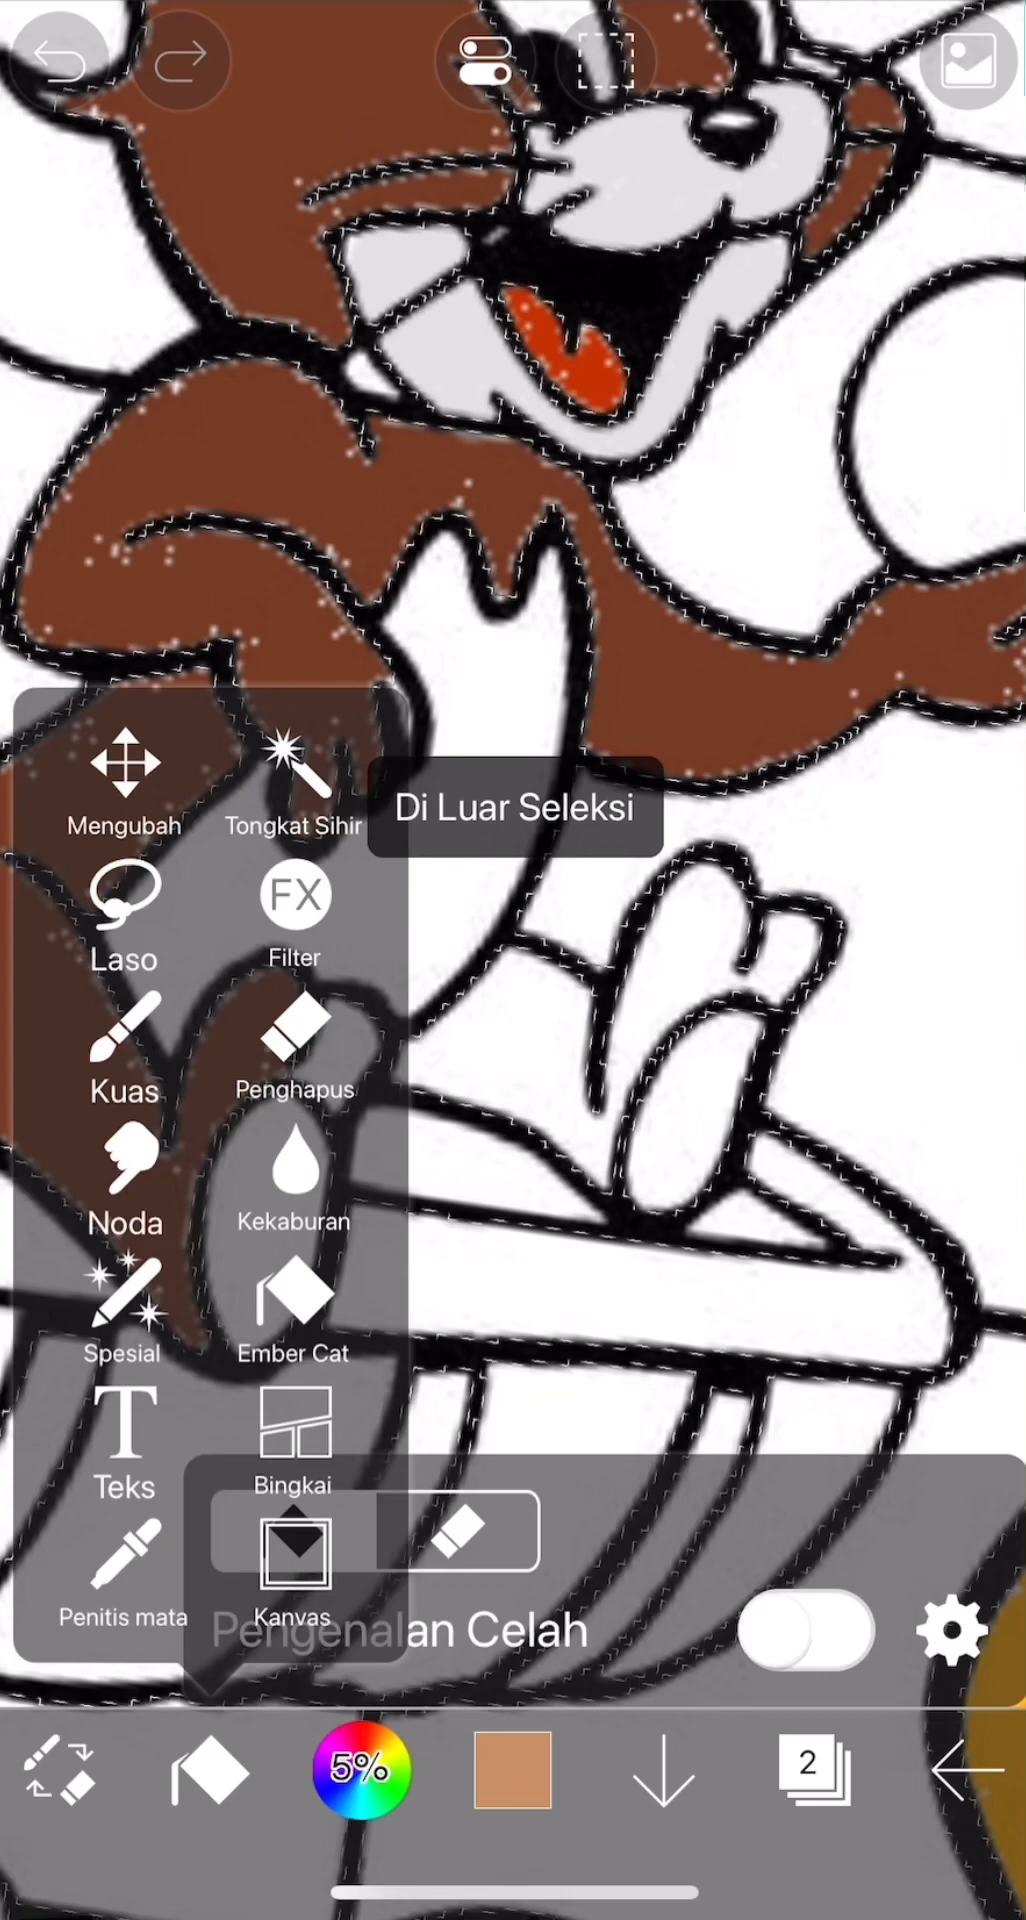 Mengubah
Tongkat Sihir
Di Luar Seleksi
Laso
FX
Filter
Kuas
Penghapus
Noda
Kekaburan
Spesial
Ember Cat
T
Teks
Bingkai
Penitis mata
Kanvas
Pengenalan Celah
5%
2